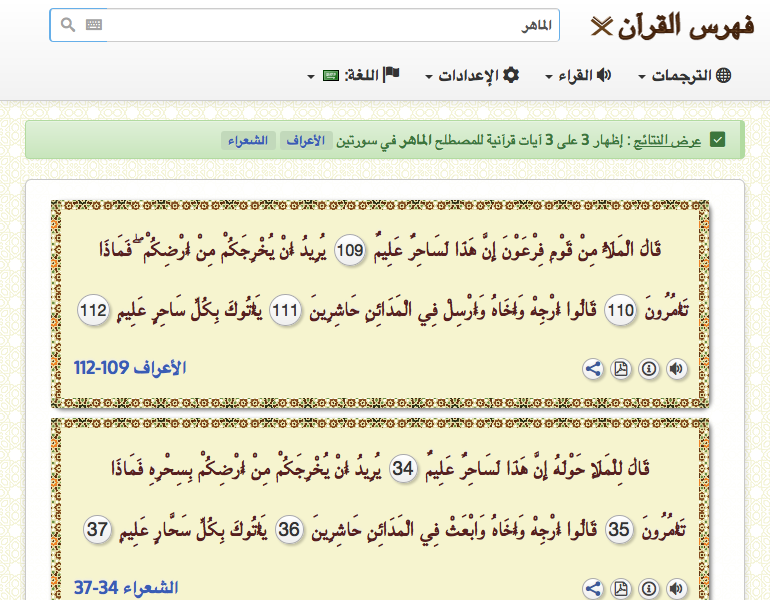 فهرس القرآن
الماهر
الترجمات
القراء
الإعدادات
اللغة:
عرض النتائج : إظهار 3 على 3 آيات قرآنية للمصطلح الماهر في سورتين الأعراف الشعراء
قَالَ الْمَلَأُ مِنْ قَوْمِ فِرْعَوْنَ إِنَّ هَذَا لَسَاحِرٌ عَلِيمٌ 109 يُرِيدُ أَنْ يُخْرِجَكُمْ مِنْ أَرْضِكُمْ ۖ فَمَاذَا
تَأْمُرُونَ 110 قَالُوا أَرْجِهْ وَأَخَاهُ وَأَرْسِلْ فِي الْمَدَائِنِ حَاشِرِينَ 111 يَأْتُوكَ بِكُلِّ سَاحِرٍ عَلِيمٍ 112
الأعراف 109-112
قَالَ لِلْمَلَإِ حَوْلَهُ إِنَّ هَذَا لَسَاحِرٌ عَلِيمٌ 34 يُرِيدُ أَنْ يُخْرِجَكُمْ مِنْ أَرْضِكُمْ بِسِحْرِهِ فَمَاذَا
تَأْمُرُونَ 35 قَالُوا أَرْجِهْ وَأَخَاهُ وَابْعَثْ فِي الْمَدَائِنِ حَاشِرِينَ 36 يَأْتُوكَ بِكُلِّ سَحَّارٍ عَلِيمٍ 37
الشعراء 34-37